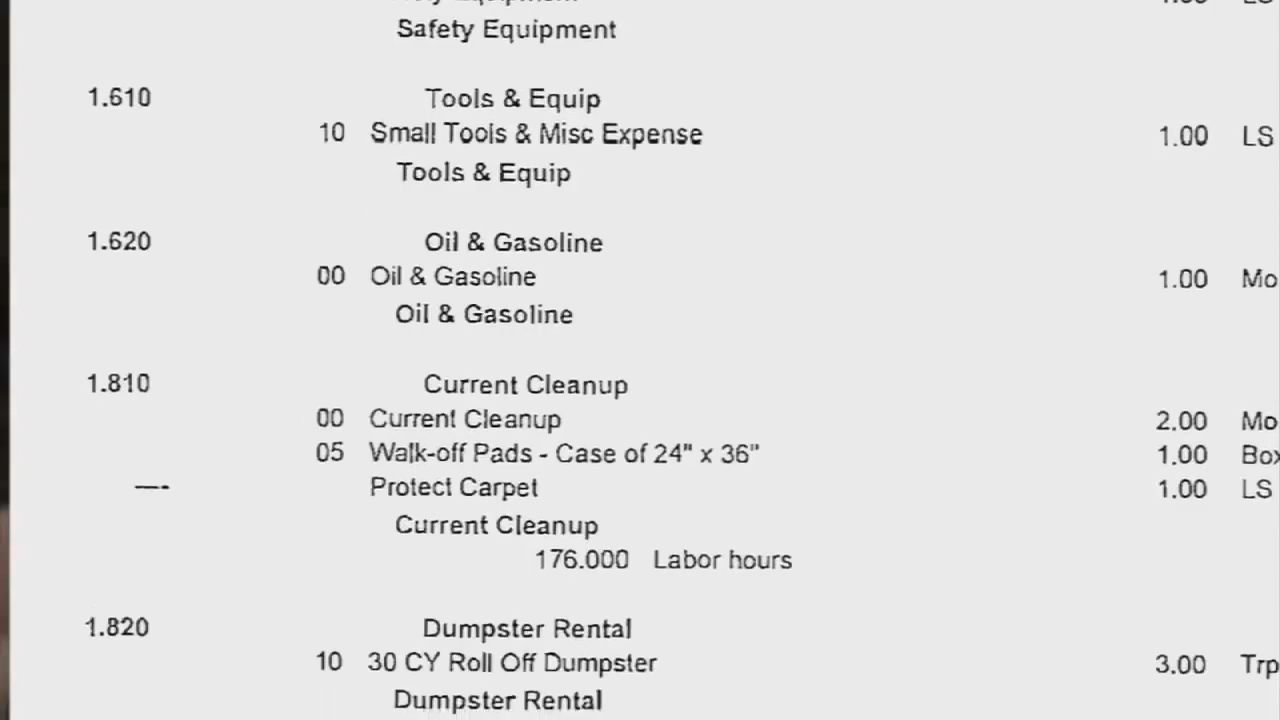 Safety Equipment
1.610 Tools & Equip
10 Small Tools & Misc Expense 1.00 LS
Tools & Equip
1.620 Oil & Gasoline
00 Oil & Gasoline 1.00 Mo
Oil & Gasoline
1.810 Current Cleanup
00 Current Cleanup 2.00 Mo
05 Walk-off Pads - Case of 24" x 36" 1.00 Box
—- Protect Carpet 1.00 LS
Current Cleanup
176.000 Labor hours
1.820 Dumpster Rental
10 30 CY Roll Off Dumpster 3.00 Trp
Dumpster Rental